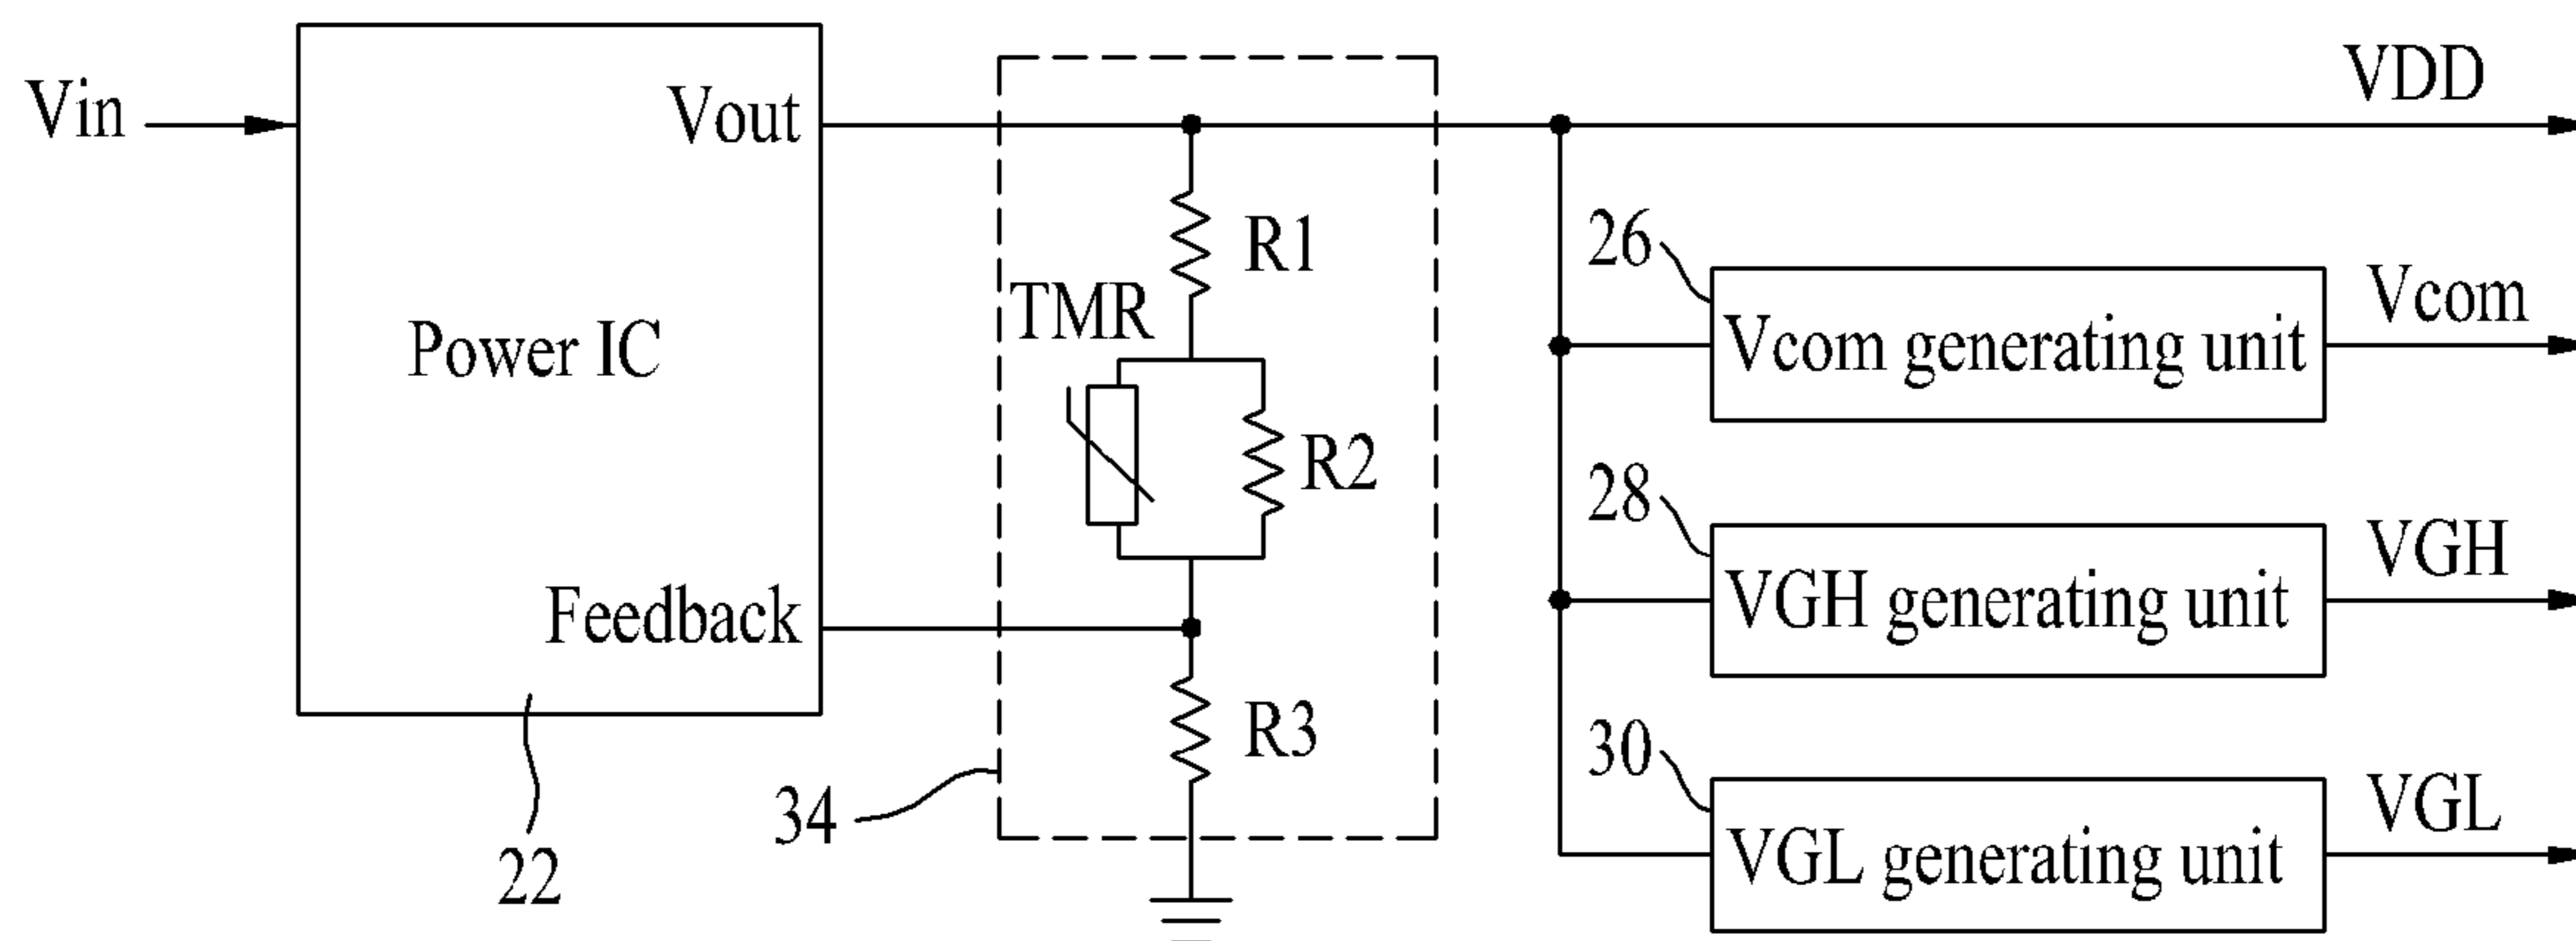 Vin
Vout
Power IC
Feedback
22
34
R1
TMR
R2
R3
VDD
26
Vcom generating unit
Vcom
28
VGH generating unit
VGH
30
VGL generating unit
VGL